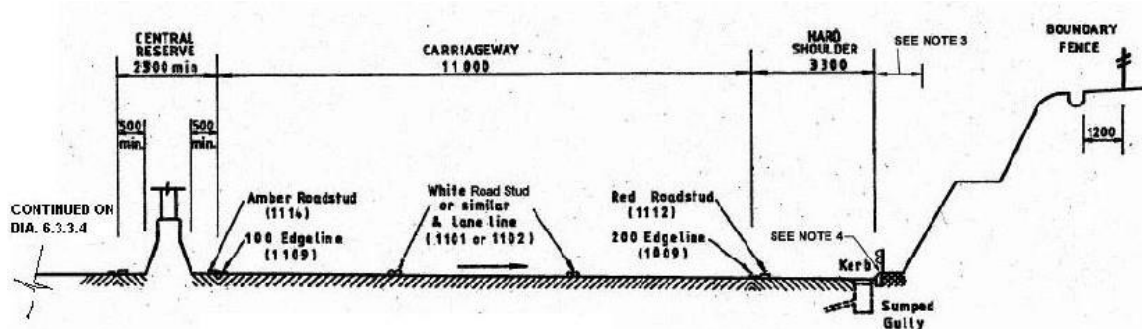 CENTRAL
RESERVE
2500 min
CARRIAGEWAY
11000
HARD
SHOULDER
3300
SEE NOTE 3
BOUNDARY
FENCE
500
min.
500
min.
1200
Amber Roadstud
(1114)
100 Edgeline
(1109)
White Road Stud
or similar
& Lane line
(1101 or 1102)
Red Roadstud
(1112)
200 Edgeline
(1009)
CONTINUED ON
DIA. 6.3.3.4
SEE NOTE 4
Kerb
Sumped
Gully